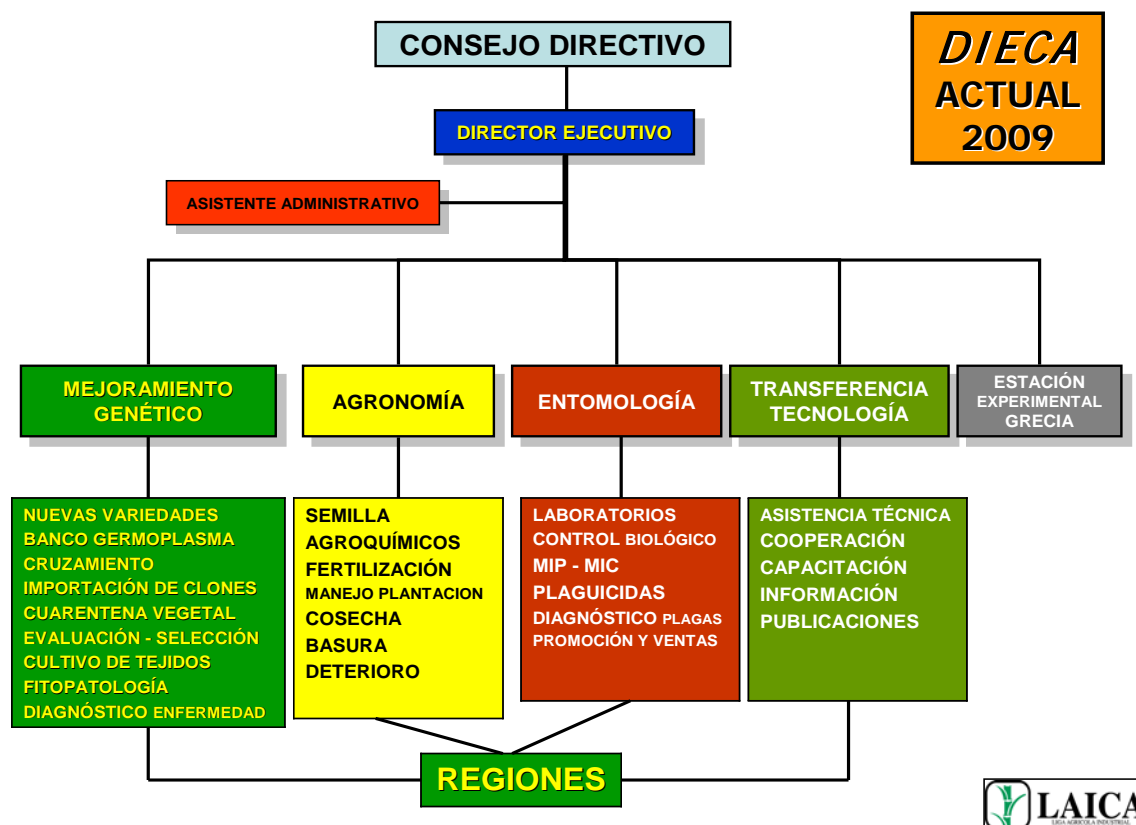 CONSEJO DIRECTIVO
DIECA
ACTUAL
2009
DIRECTOR EJECUTIVO
ASISTENTE ADMINISTRATIVO
MEJORAMIENTO
GENÉTICO
AGRONOMÍA
ENTOMOLOGÍA
TRANSFERENCIA
TECNOLOGÍA
ESTACIÓN
EXPERIMENTAL
GRECIA
NUEVAS VARIEDADES
BANCO GERMOPLASMA
CRUZAMIENTO
IMPORTACIÓN DE CLONES
CUARENTENA VEGETAL
EVALUACIÓN - SELECCIÓN
CULTIVO DE TEJIDOS
FITOPATOLOGÍA
DIAGNÓSTICO ENFERMEDAD
SEMILLA
AGROQUÍMICOS
FERTILIZACIÓN
MANEJO PLANTACION
COSECHA
BASURA
DETERIORO
LABORATORIOS
CONTROL BIOLÓGICO
MIP - MIC
PLAGUICIDAS
DIAGNÓSTICO PLAGAS
PROMOCIÓN Y VENTAS
ASISTENCIA TÉCNICA
COOPERACIÓN
CAPACITACIÓN
INFORMACIÓN
PUBLICACIONES
REGIONES
LAICA
LIGA AGRICOLA INDUSTRIAL